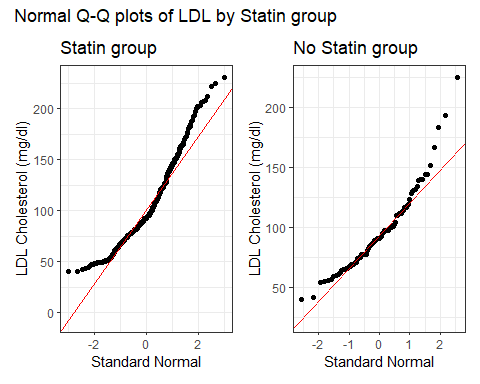 Normal Q-Q plots of LDL by Statin group
Statin group
No Statin group
LDL Cholesterol (mg/dl)
200
150
100
50
0
-2
0
2
Standard Normal
LDL Cholesterol (mg/dl)
200
150
100
50
-2
-1
0
1
2
Standard Normal